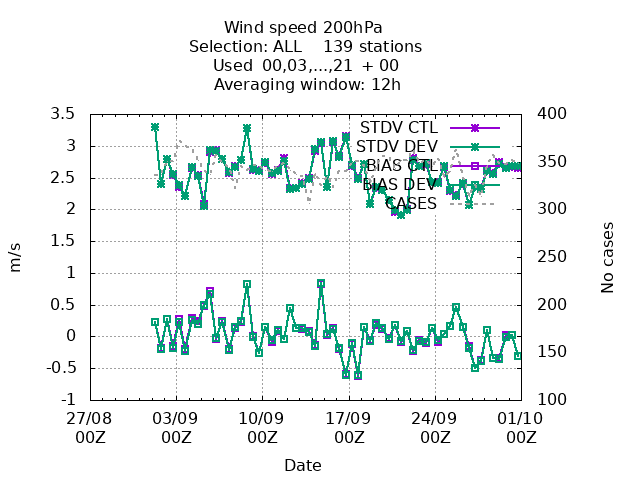 Wind speed 200hPa
Selection: ALL 139 stations
Used 00,03,...,21 + 00
Averaging window: 12h
3.5
3
2.5
2
1.5
1
0.5
0
-0.5
-1
400
350
300
250
200
150
100
STDV CTL
STDV DEV
BIAS CTL
BIAS DEV
CASES
m/s
No cases
27/08 03/09 10/09 17/09 24/09 01/10
00Z 00Z 00Z 00Z 00Z 00Z
Date